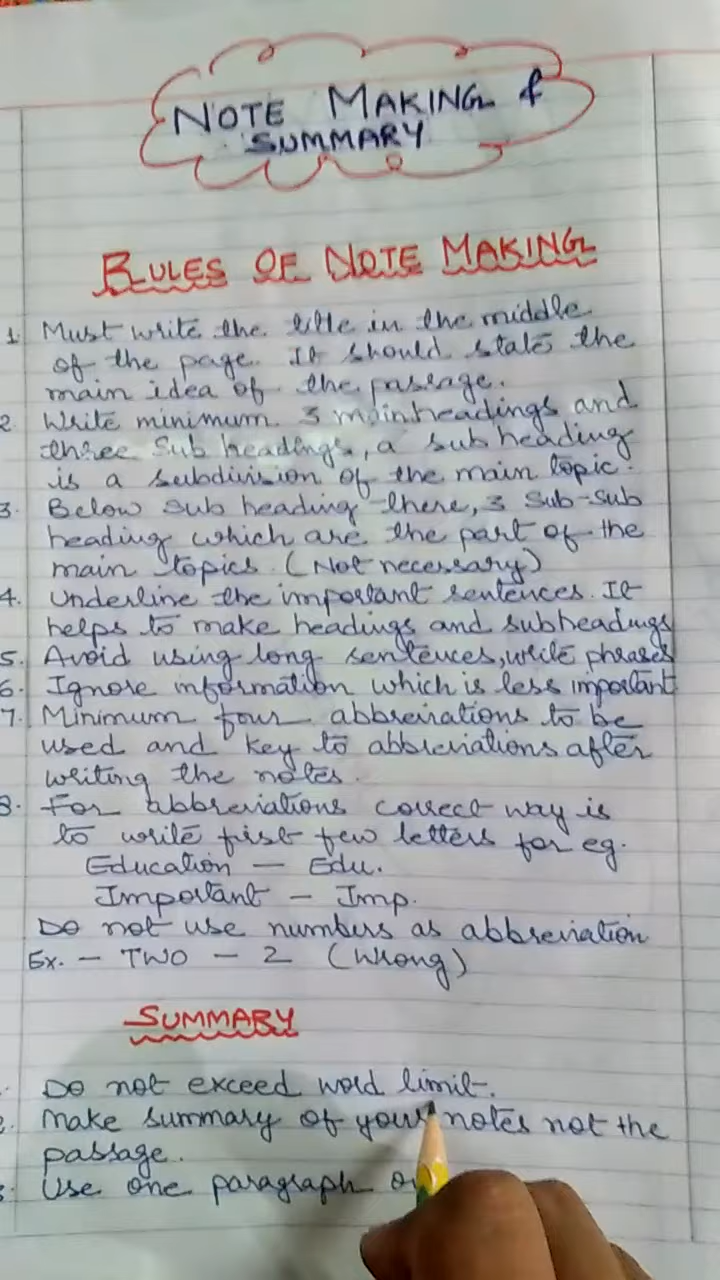 NOTE MAKING &
SUMMARY
RULES OF NOTE MAKING
1. Must write the title in the middle
of the page. It should state the
main idea of the passage.
2. Write minimum 3 main headings and
three Sub headings, a sub heading
is a subdivision of the main topic.
3. Below sub heading there, 3 sub-sub
heading which are the part of the
main topics. (Not necessary)
4. Underline the important sentences. It
helps to make headings and subheadings
5. Avoid using long sentences, write phrases
6. Ignore information which is less important
7. Minimum four abbreviations to be
used and key to abbreviations after
writing the notes.
8. For abbreviations correct way is
to write first few letters for eg.
Education – Edu.
Important – Imp.
Do not use numbers as abbreviation
Ex. – TWO – 2 (Wrong)
SUMMARY
Do not exceed word limit.
Make summary of your notes not the
passage.
Use one paragraph